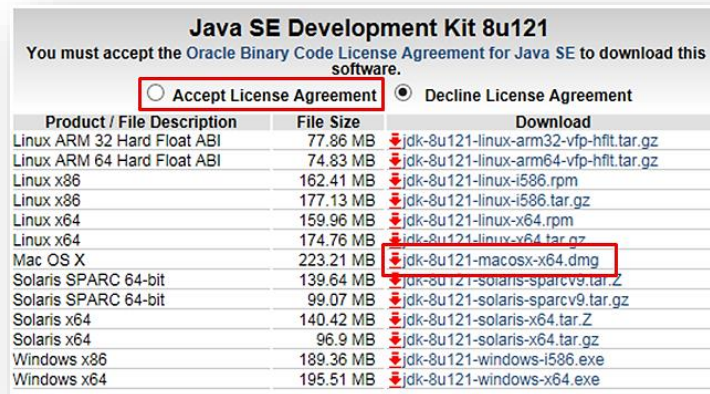 Java SE Development Kit 8u121
You must accept the Oracle Binary Code License Agreement for Java SE to download this
software.
Accept License Agreement Decline License Agreement
Product / File Description File Size Download
Linux ARM 32 Hard Float ABI 77.86 MB jdk-8u121-linux-arm32-vfp-hflt.tar.gz
Linux ARM 64 Hard Float ABI 74.83 MB jdk-8u121-linux-arm64-vfp-hflt.tar.gz
Linux x86 162.41 MB jdk-8u121-linux-i586.rpm
Linux x86 177.13 MB jdk-8u121-linux-i586.tar.gz
Linux x64 159.96 MB jdk-8u121-linux-x64.rpm
Linux x64 174.76 MB jdk-8u121-linux-x64.tar.gz
Mac OS X 223.21 MB jdk-8u121-macosx-x64.dmg
Solaris SPARC 64-bit 139.64 MB jdk-8u121-solaris-sparcv9.tar.Z
Solaris SPARC 64-bit 99.07 MB jdk-8u121-solaris-sparcv9.tar.gz
Solaris x64 140.42 MB jdk-8u121-solaris-x64.tar.Z
Solaris x64 96.9 MB jdk-8u121-solaris-x64.tar.gz
Windows x86 189.36 MB jdk-8u121-windows-i586.exe
Windows x64 195.51 MB jdk-8u121-windows-x64.exe